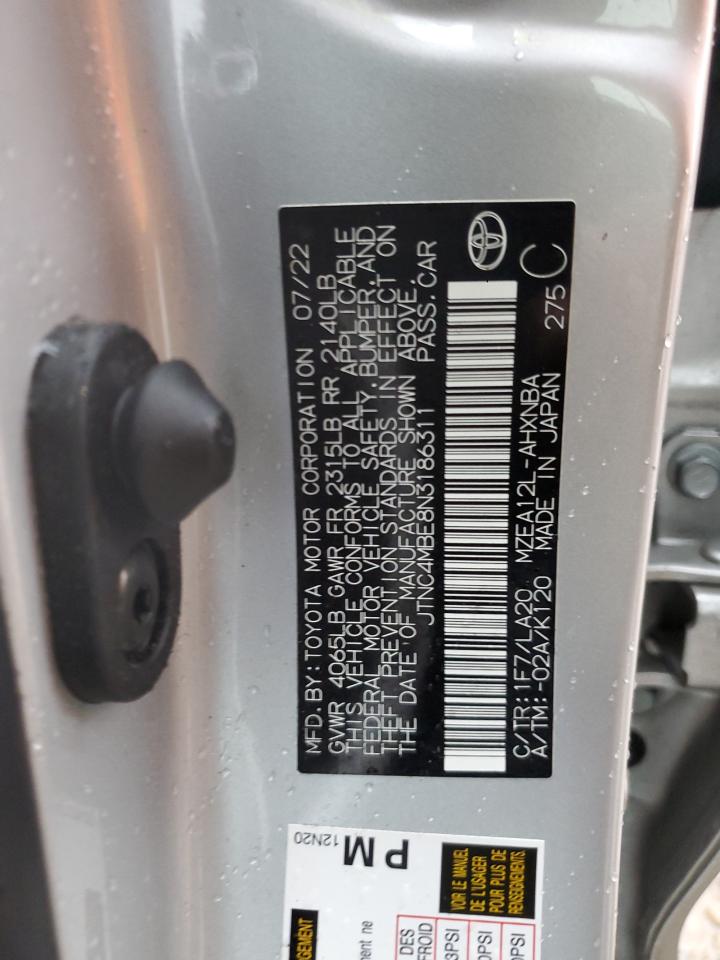 MFD.BY:TOYOTA MOTOR CORPORATION 07/22
GVWR 4065LB GAWR FR 2315LB RR 2140LB
THIS VEHICLE CONFORMS TO ALL APPLICABLE
FEDERAL MOTOR VEHICLE SAFETY, BUMPER, AND
THEFT PREVENTION STANDARDS IN EFFECT ON
THE DATE OF MANUFACTURE SHOWN ABOVE.
JTNC4MBE8N3186311 PASS.CAR
C/TR:1F7/LA20 MZEA12L-AHXNBA
A/TM:-02A/K120 MADE IN JAPAN 275 C
PM
12N20
VOIR LE MANUEL
DE L'USAGER
POUR PLUS DE
RENSEIGNEMENTS.
ment ne
DES
FROID
PSI
PSI
PSI